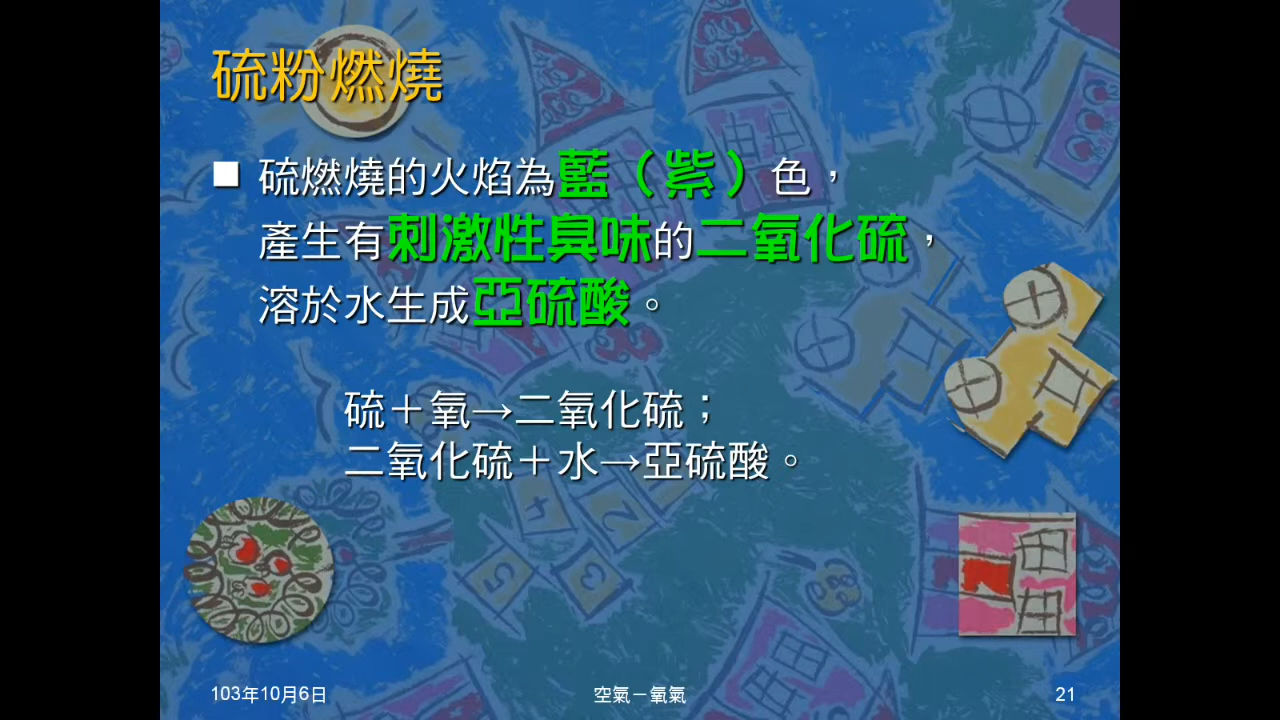 硫粉燃燒
硫燃燒的火焰為藍（紫）色，
產生有刺激性臭味的二氧化硫，
溶於水生成亞硫酸。
硫＋氧→二氧化硫；
二氧化硫＋水→亞硫酸。
103年10月6日
空氣－氧氣
21